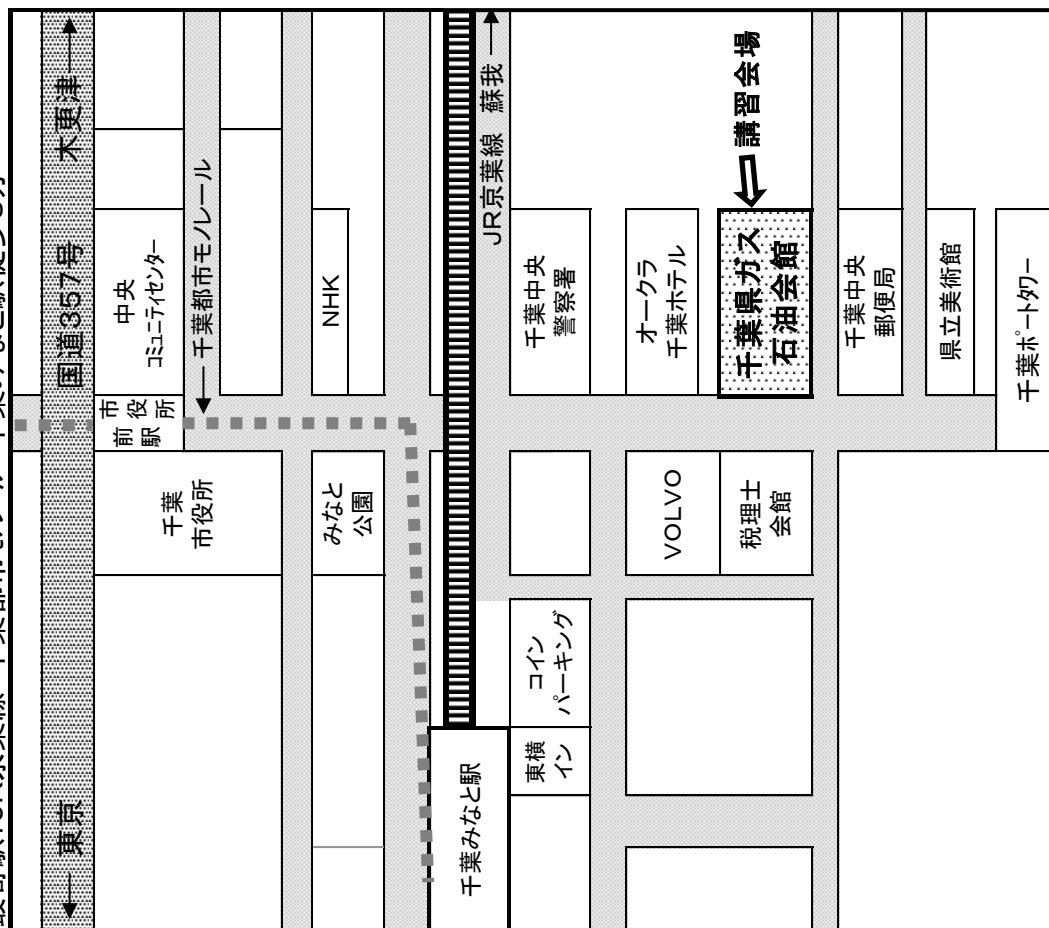 ← 東京
国道357号
木更津 →
千葉
市役所
市役所
前駅
中央
コミュニティセンター
← 千葉都市モノレール
みなと
公園
NHK
千葉みなと駅
JR京葉線 蘇我 →
東横
イン
コイン
パーキング
千葉中央
警察署
VOLVO
オークラ
千葉ホテル
税理士
会館
千葉県ガス
石油会館
講習会場
千葉中央
郵便局
県立美術館
千葉ポートタワー